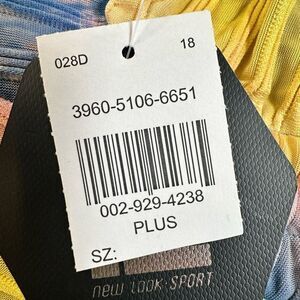 028D 18
3960-5106-6651
002-929-4238
PLUS
SZ:
new LOOK·SPORT